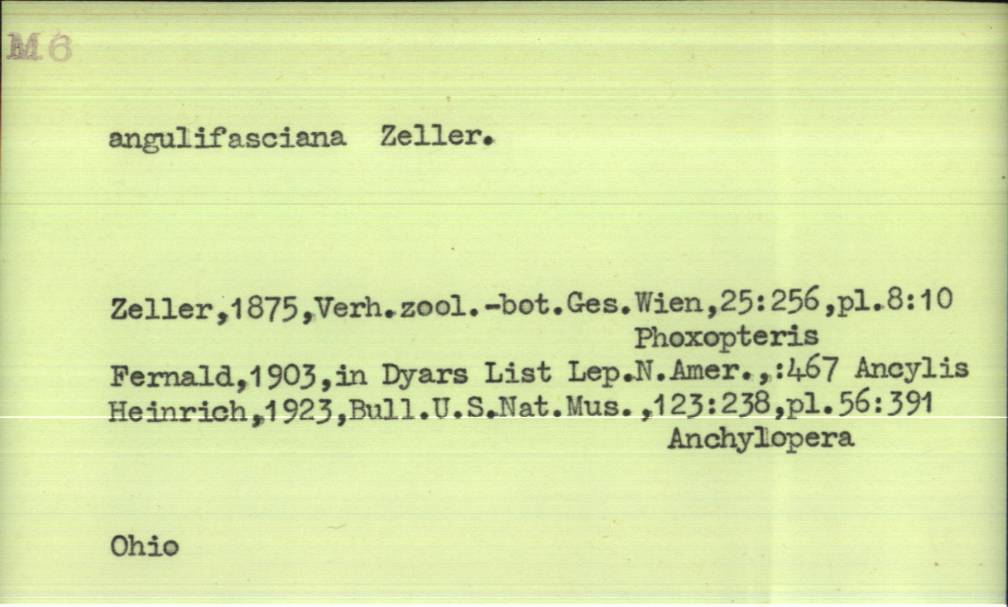 M 6
angulifasciana Zeller.
Zeller,1875,Verh.zool.-bot.Ges.Wien,25:256,pl.8:10
Phoxopteris
Fernald,1903,in Dyars List Lep.N.Amer.,:467 Ancylis
Heinrich,1923,Bull.U.S.Nat.Mus.,123:238,pl.56:391
Anchylopera
Ohio